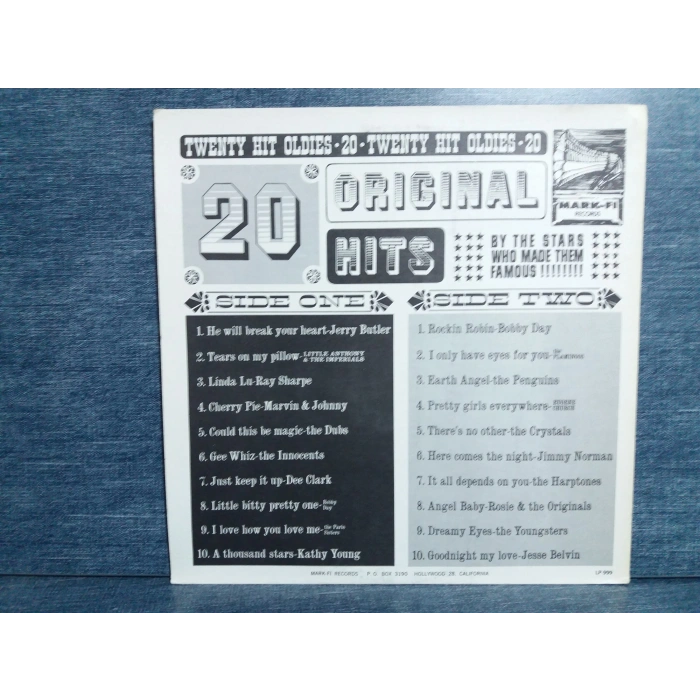 TWENTY HIT OLDIES · 20 · TWENTY HIT OLDIES · 20
20
ORIGINAL
HITS
MARK-FI
RECORDS
BY THE STARS
WHO MADE THEM
FAMOUS !!!!!!!!
SIDE ONE
1. He will break your heart-Jerry Butler
2. Tears on my pillow-LITTLE ANTHONY
& THE IMPERIALS
3. Linda Lu-Ray Sharpe
4. Cherry Pie-Marvin & Johnny
5. Could this be magic-the Dubs
6. Gee Whiz-the Innocents
7. Just keep it up-Dee Clark
8. Little bitty pretty one-Bobby
Day
9. I love how you love me-the Paris
Sisters
10. A thousand stars-Kathy Young
SIDE TWO
1. Rockin Robin-Bobby Day
2. I only have eyes for you-the
FLAMINGOS
3. Earth Angel-the Penguins
4. Pretty girls everywhere-EUGENE
CHURCH
5. There's no other-the Crystals
6. Here comes the night-Jimmy Norman
7. It all depends on you-the Harptones
8. Angel Baby-Rosie & the Originals
9. Dreamy Eyes-the Youngsters
10. Goodnight my love-Jesse Belvin
MARK-FI RECORDS P. O. BOX HOLLYWOOD 28, CALIFORNIA
LP 999